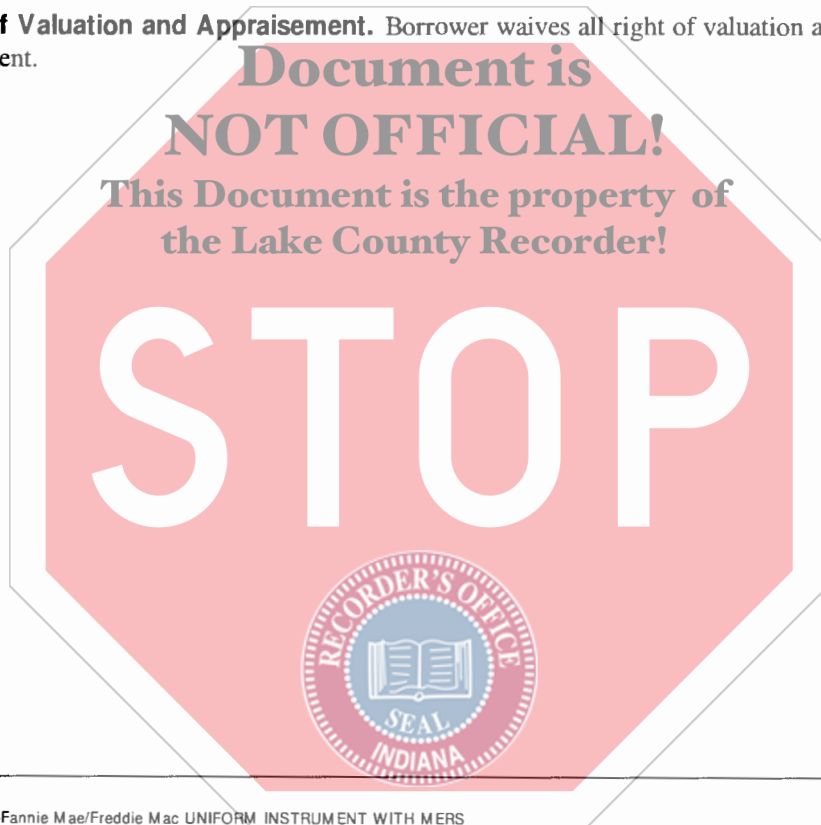 f Valuation and Appraisement. Borrower waives all right of valuation a
ent.
Document is
NOT OFFICIAL!
This Document is the property of
the Lake County Recorder!
STOP
RECORDER'S OFFICE
SEAL
INDIANA
Fannie Mae/Freddie Mac UNIFORM INSTRUMENT WITH MERS